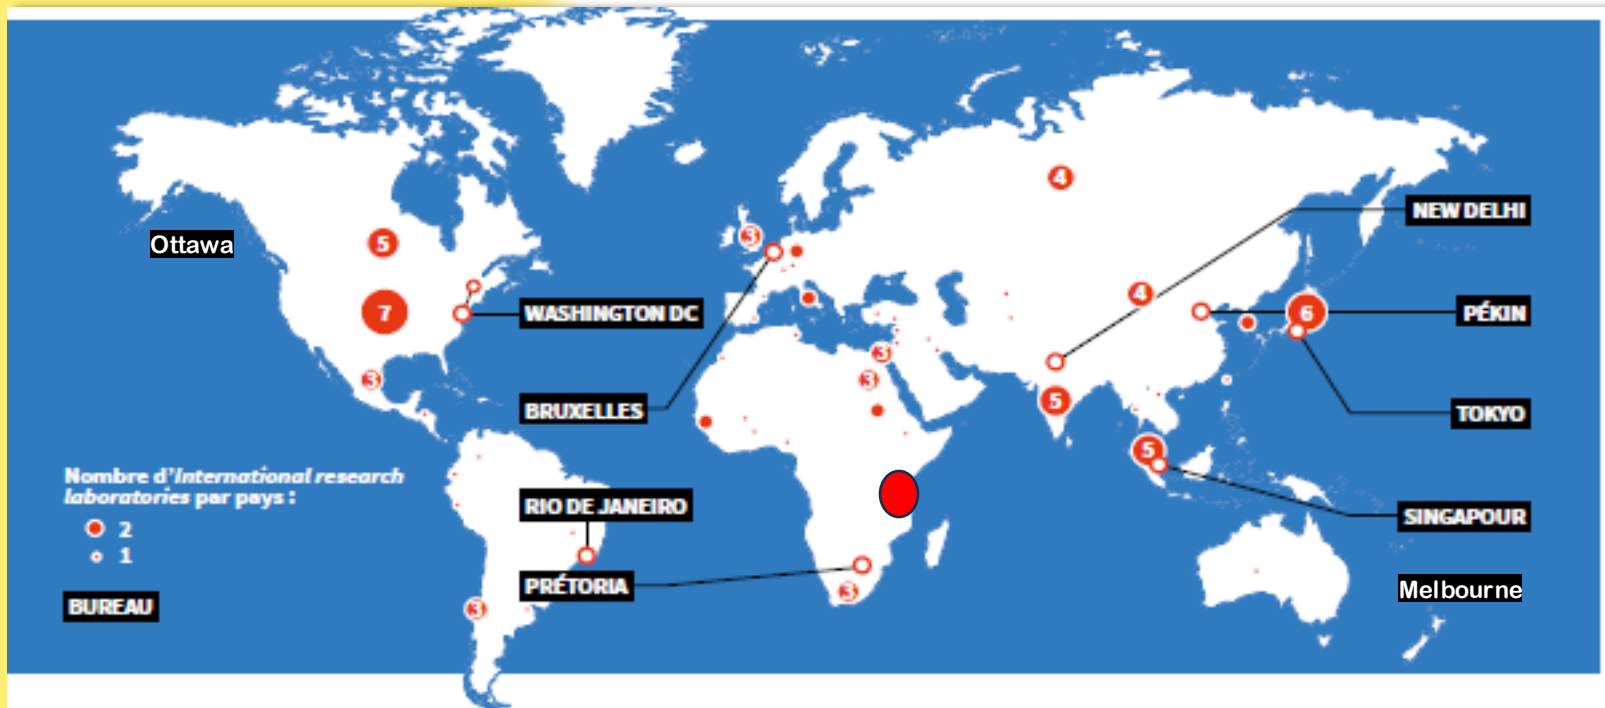 4
NEW DELHI
Ottawa
5
3
4
7
WASHINGTON DC
6
PÉKIN
3
3
3
BRUXELLES
5
TOKYO
5
Nombre d'International research
laboratories par pays :
2
1
RIO DE JANEIRO
SINGAPOUR
PRÉTORIA
3
Melbourne
BUREAU
3